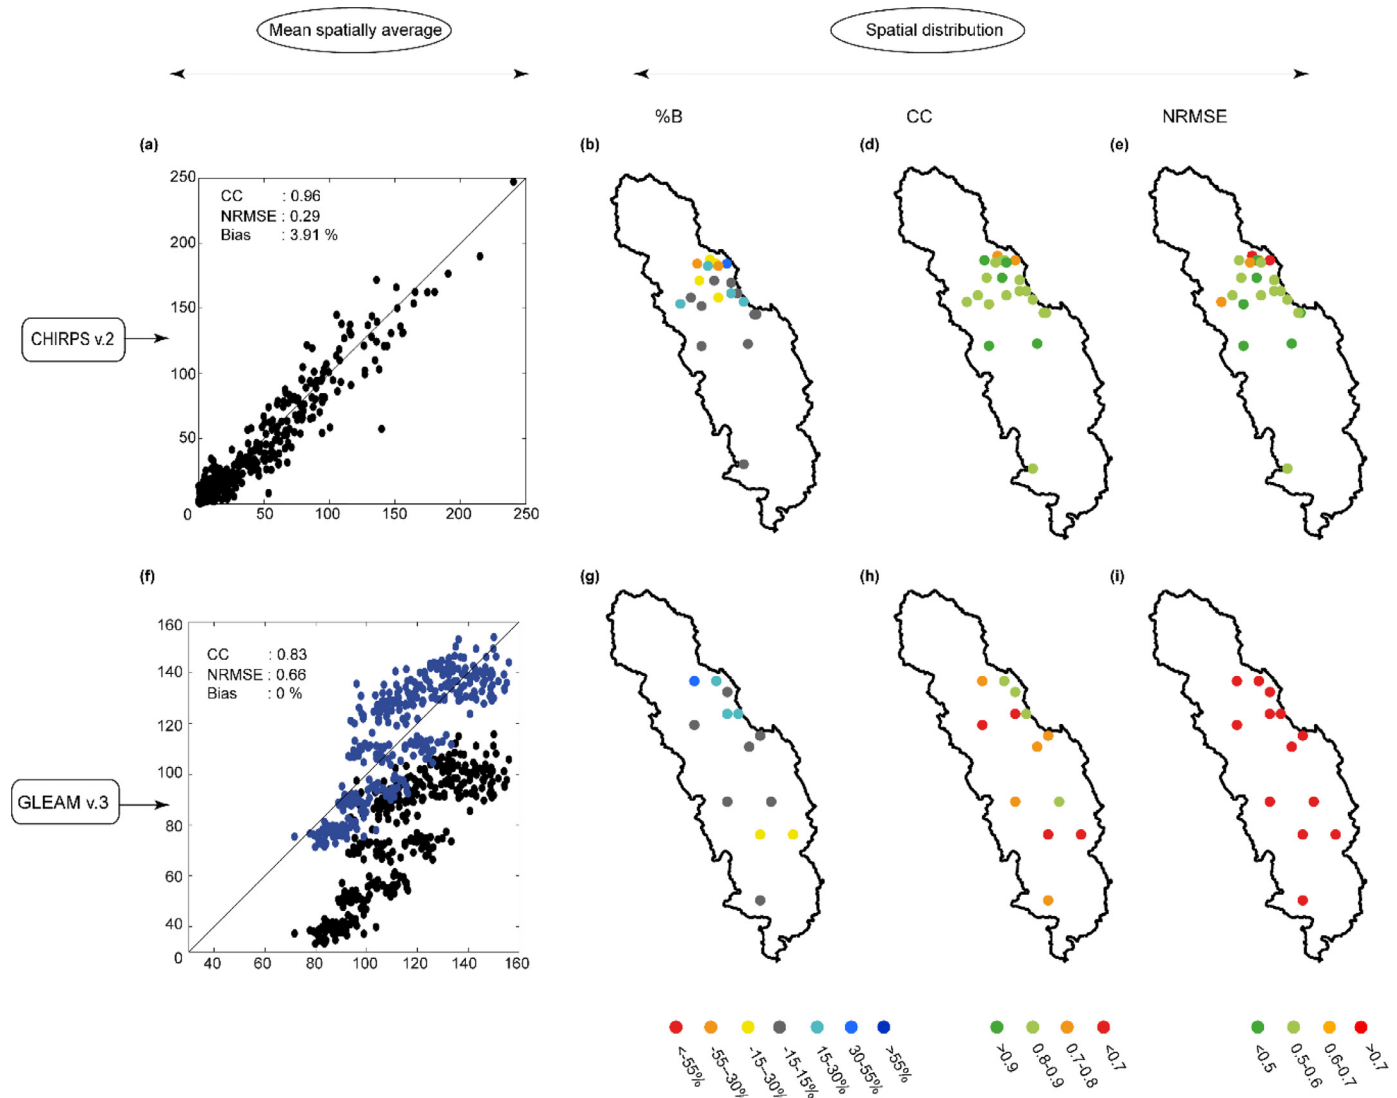 Mean spatially average
Spatial distribution
%B
CC
NRMSE
(a)
(b)
(d)
(e)
CHIRPS v.2
250
200
150
100
50
0
50
100
150
200
250
CC : 0.96
NRMSE : 0.29
Bias : 3.91 %
(f)
(g)
(h)
(i)
GLEAM v.3
160
140
120
100
80
60
40
0
40
60
80
100
120
140
160
CC : 0.83
NRMSE : 0.66
Bias : 0 %
<-55%
-55--30%
-15--30%
-15-15%
15-30%
30-55%
>55%
>0.9
0.8-0.9
0.7-0.8
<0.7
<0.5
0.5-0.6
0.6-0.7
>0.7